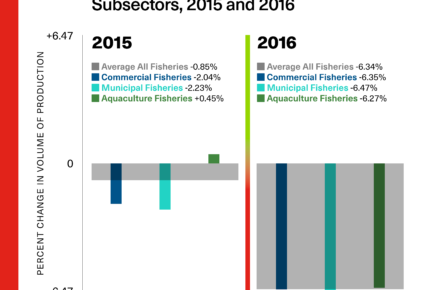 Subsectors, 2015 and 2016
+6.47
2015
Average All Fisheries -0.85%
Commercial Fisheries -2.04%
Municipal Fisheries -2.23%
Aquaculture Fisheries +0.45%
2016
Average All Fisheries -6.34%
Commercial Fisheries -6.35%
Municipal Fisheries -6.47%
Aquaculture Fisheries -6.27%
PERCENT CHANGE IN VOLUME OF PRODUCTION
0
-6.47